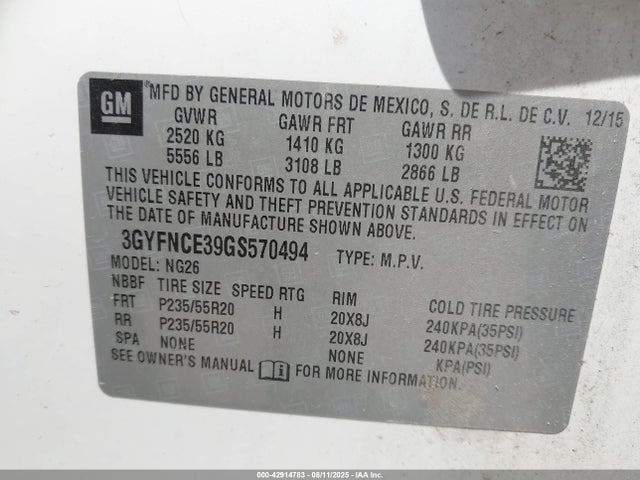 GM
MFD BY GENERAL MOTORS DE MEXICO, S. DE R.L. DE C.V. 12/15
GVWR GAWR FRT GAWR RR
2520 KG 1410 KG 1300 KG
5556 LB 3108 LB 2866 LB
THIS VEHICLE CONFORMS TO ALL APPLICABLE U.S. FEDERAL MOTOR
VEHICLE SAFETY AND THEFT PREVENTION STANDARDS IN EFFECT ON
THE DATE OF MANUFACTURE SHOWN ABOVE.
3GYFNCE39GS570494 TYPE: M.P.V.
MODEL: NG26
NBBF TIRE SIZE SPEED RTG RIM COLD TIRE PRESSURE
FRT P235/55R20 H 20X8J 240KPA(35PSI)
RR P235/55R20 H 20X8J 240KPA(35PSI)
SPA NONE NONE KPA(PSI)
SEE OWNER'S MANUAL i FOR MORE INFORMATION.
000-42914783 - 08/11/2025 - IAAI.CA